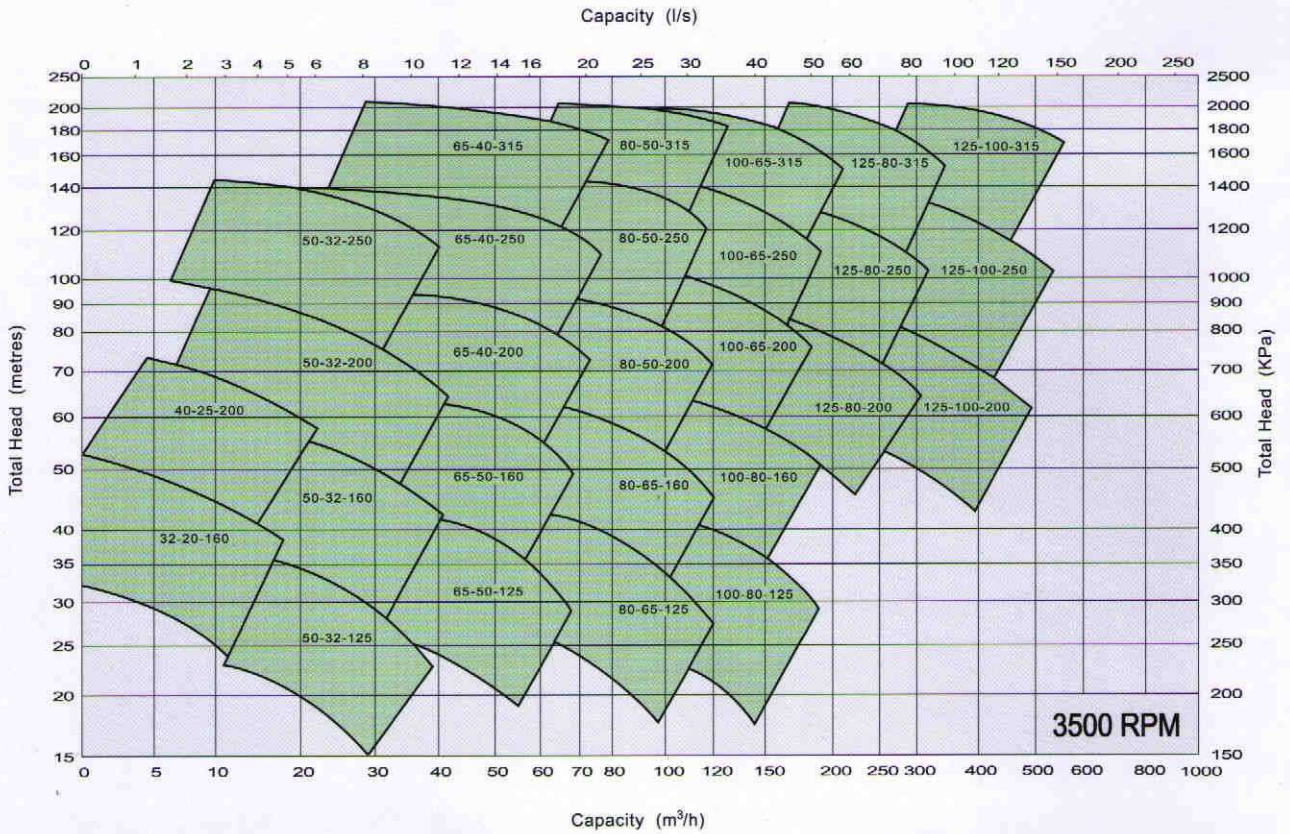 Capacity (l/s)
0 1 2 3 4 5 6 8 10 12 14 16 20 25 30 40 50 60 80 100 120 150 200 250
250 2500
200 2000
180 1800
160 1600
140 1400
120 1200
100 1000
90 900
80 800
70 700
60 600
50 500
40 400
35 350
30 300
25 250
20 200
15 150
65-40-315 80-50-315 100-65-315 125-80-315 125-100-315
50-32-250 65-40-250 80-50-250 100-65-250 125-80-250 125-100-250
50-32-200 65-40-200 80-50-200 100-65-200
40-25-200 125-80-200 125-100-200
50-32-160 65-50-160 80-65-160 100-80-160
32-20-160
50-32-125 65-50-125 80-65-125 100-80-125
Total Head (metres)
Total Head (KPa)
3500 RPM
0 5 10 20 30 40 50 60 70 80 100 120 150 200 250 300 400 500 600 800 1000
Capacity (m³/h)